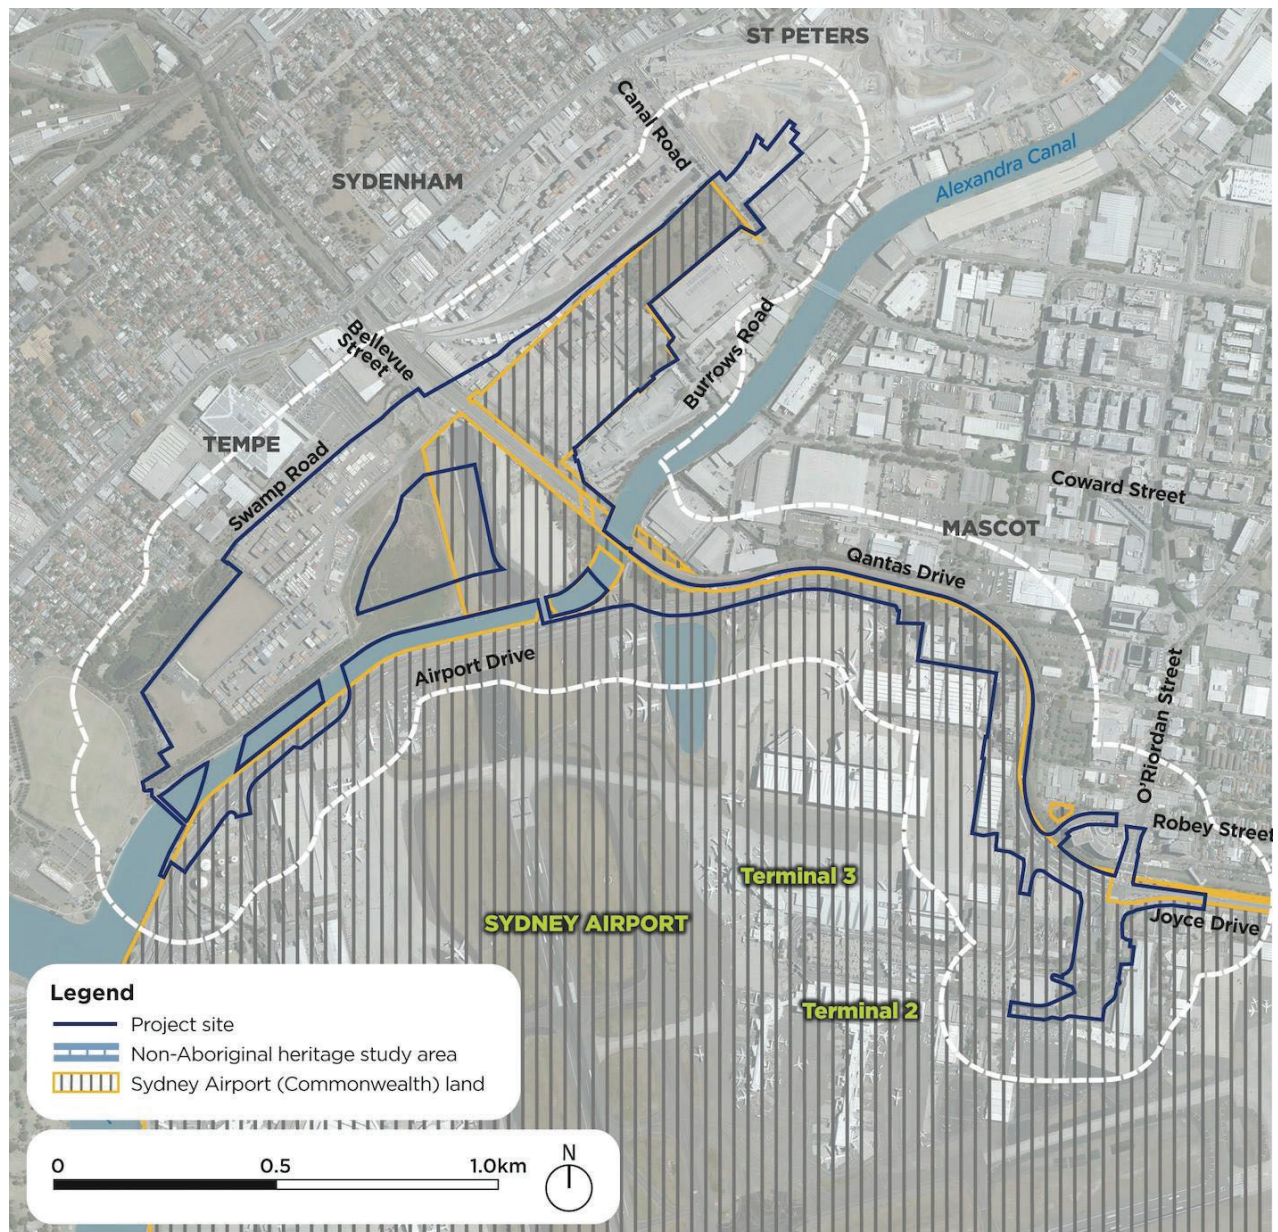 ST PETERS
Canal Road
Alexandra Canal
SYDENHAM
Bellevue
Street
Burrows Road
TEMPE
Swamp Road
Coward Street
MASCOT
Qantas Drive
Airport Drive
O'Riordan Street
Robey Street
Terminal 3
SYDNEY AIRPORT
Joyce Drive
Terminal 2
Legend
Project site
Non-Aboriginal heritage study area
Sydney Airport (Commonwealth) land
0 0.5 1.0km
N